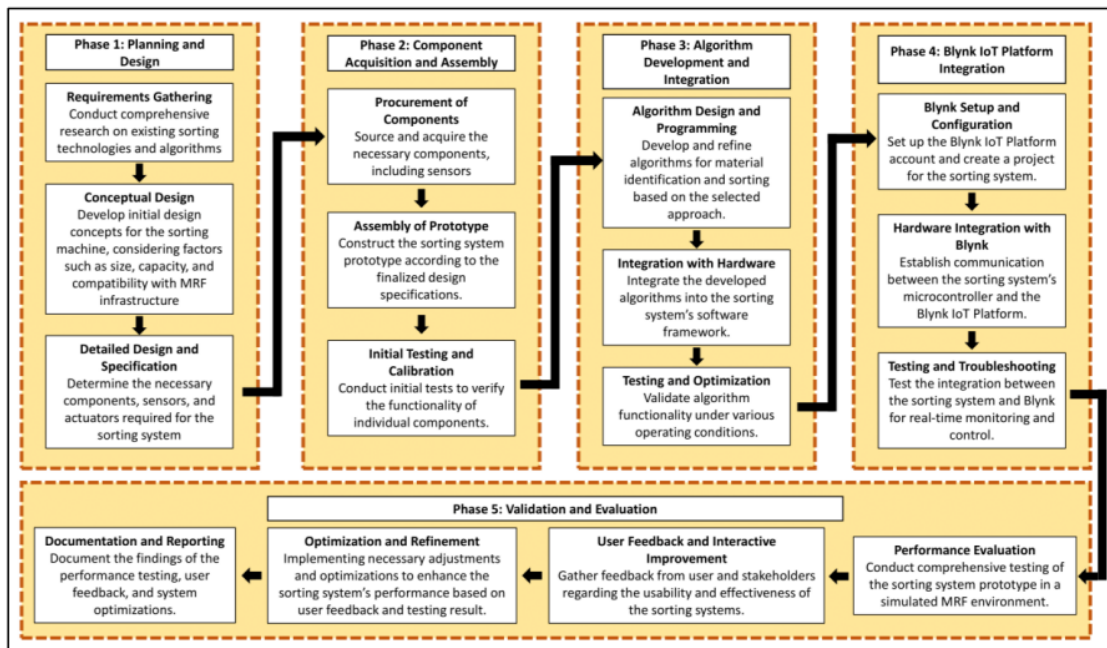 Phase 1: Planning and
Design
Requirements Gathering
Conduct comprehensive
research on existing sorting
technologies and algorithms
Conceptual Design
Develop initial design
concepts for the sorting
machine, considering factors
such as size, capacity, and
compatibility with MRF
infrastructure
Detailed Design and
Specification
Determine the necessary
components, sensors, and
actuators required for the
sorting system
Phase 2: Component
Acquisition and Assembly
Procurement of
Components
Source and acquire the
necessary components,
including sensors
Assembly of Prototype
Construct the sorting system
prototype according to the
finalized design
specifications.
Initial Testing and
Calibration
Conduct initial tests to verify
the functionality of
individual components.
Phase 3: Algorithm
Development and
Integration
Algorithm Design and
Programming
Develop and refine
algorithms for material
identification and sorting
based on the selected
approach.
Integration with Hardware
Integrate the developed
algorithms into the sorting
system's software
framework.
Testing and Optimization
Validate algorithm
functionality under various
operating conditions.
Phase 4: Blynk IoT Platform
Integration
Blynk Setup and
Configuration
Set up the Blynk IoT Platform
account and create a project
for the sorting system.
Hardware Integration with
Blynk
Establish communication
between the sorting system's
microcontroller and the
Blynk IoT Platform.
Testing and Troubleshooting
Test the integration between
the sorting system and Blynk
for real-time monitoring and
control.
Phase 5: Validation and Evaluation
Performance Evaluation
Conduct comprehensive testing of
the sorting system prototype in a
simulated MRF environment.
User Feedback and Interactive
Improvement
Gather feedback from user and stakeholders
regarding the usability and effectiveness of
the sorting systems.
Optimization and Refinement
Implementing necessary adjustments
and optimizations to enhance the
sorting system's performance based on
user feedback and testing result.
Documentation and Reporting
Document the findings of the
performance testing, user
feedback, and system
optimizations.